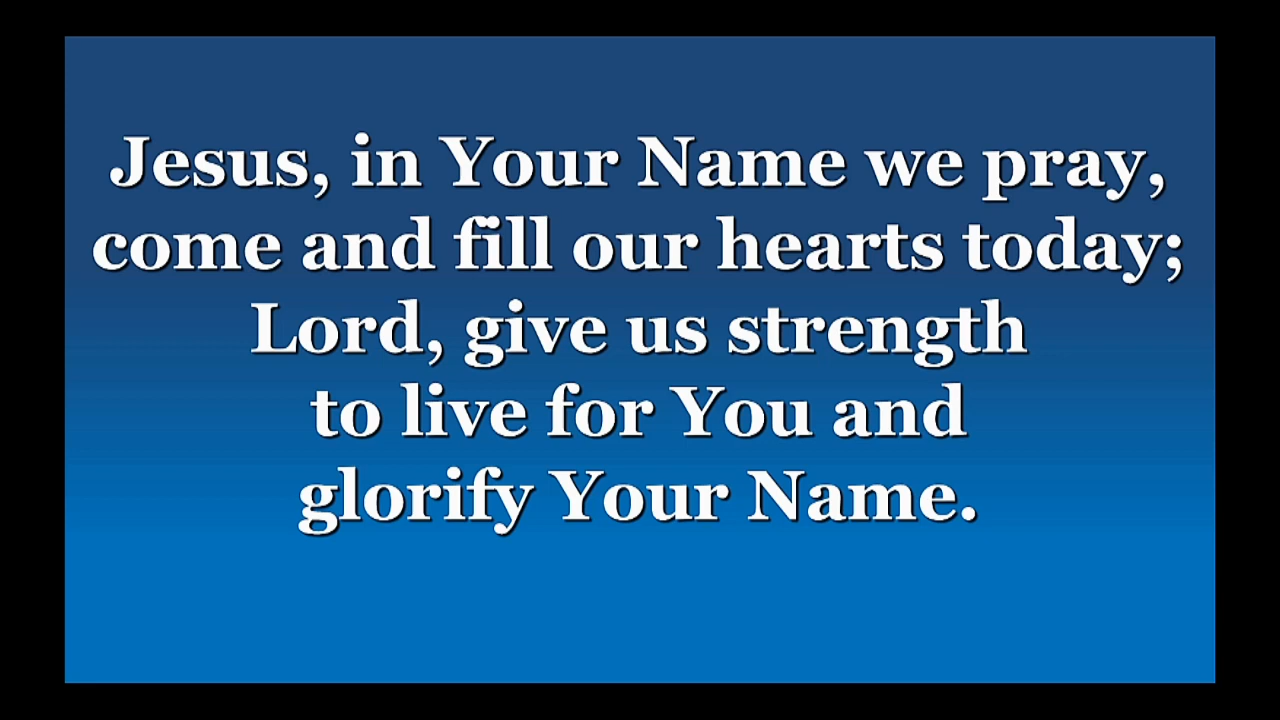 Jesus, in Your Name we pray,
come and fill our hearts today;
Lord, give us strength
to live for You and
glorify Your Name.